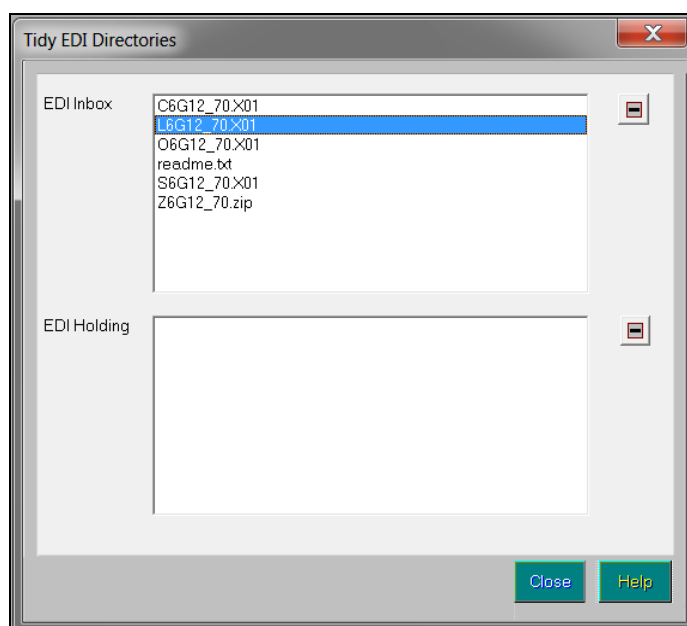 Tidy EDI Directories
X
EDI Inbox
C6G12_70.X01
L6G12_70.X01
O6G12_70.X01
readme.txt
S6G12_70.X01
Z6G12_70.zip
EDI Holding
Close
Help